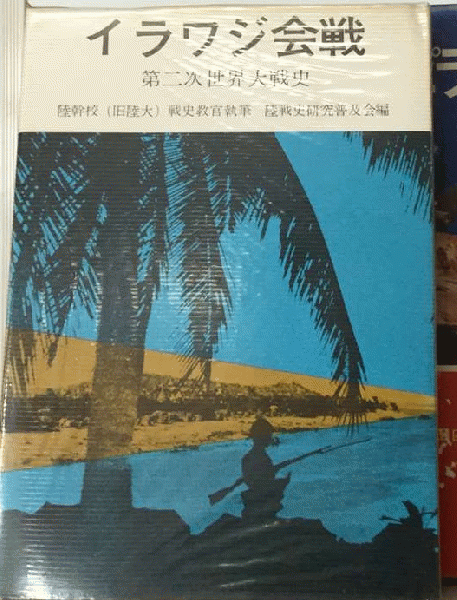 イラワジ会戦
第二次世界大戦史
陸幹校（旧陸大）戦史教官執筆　陸戦史研究普及会編